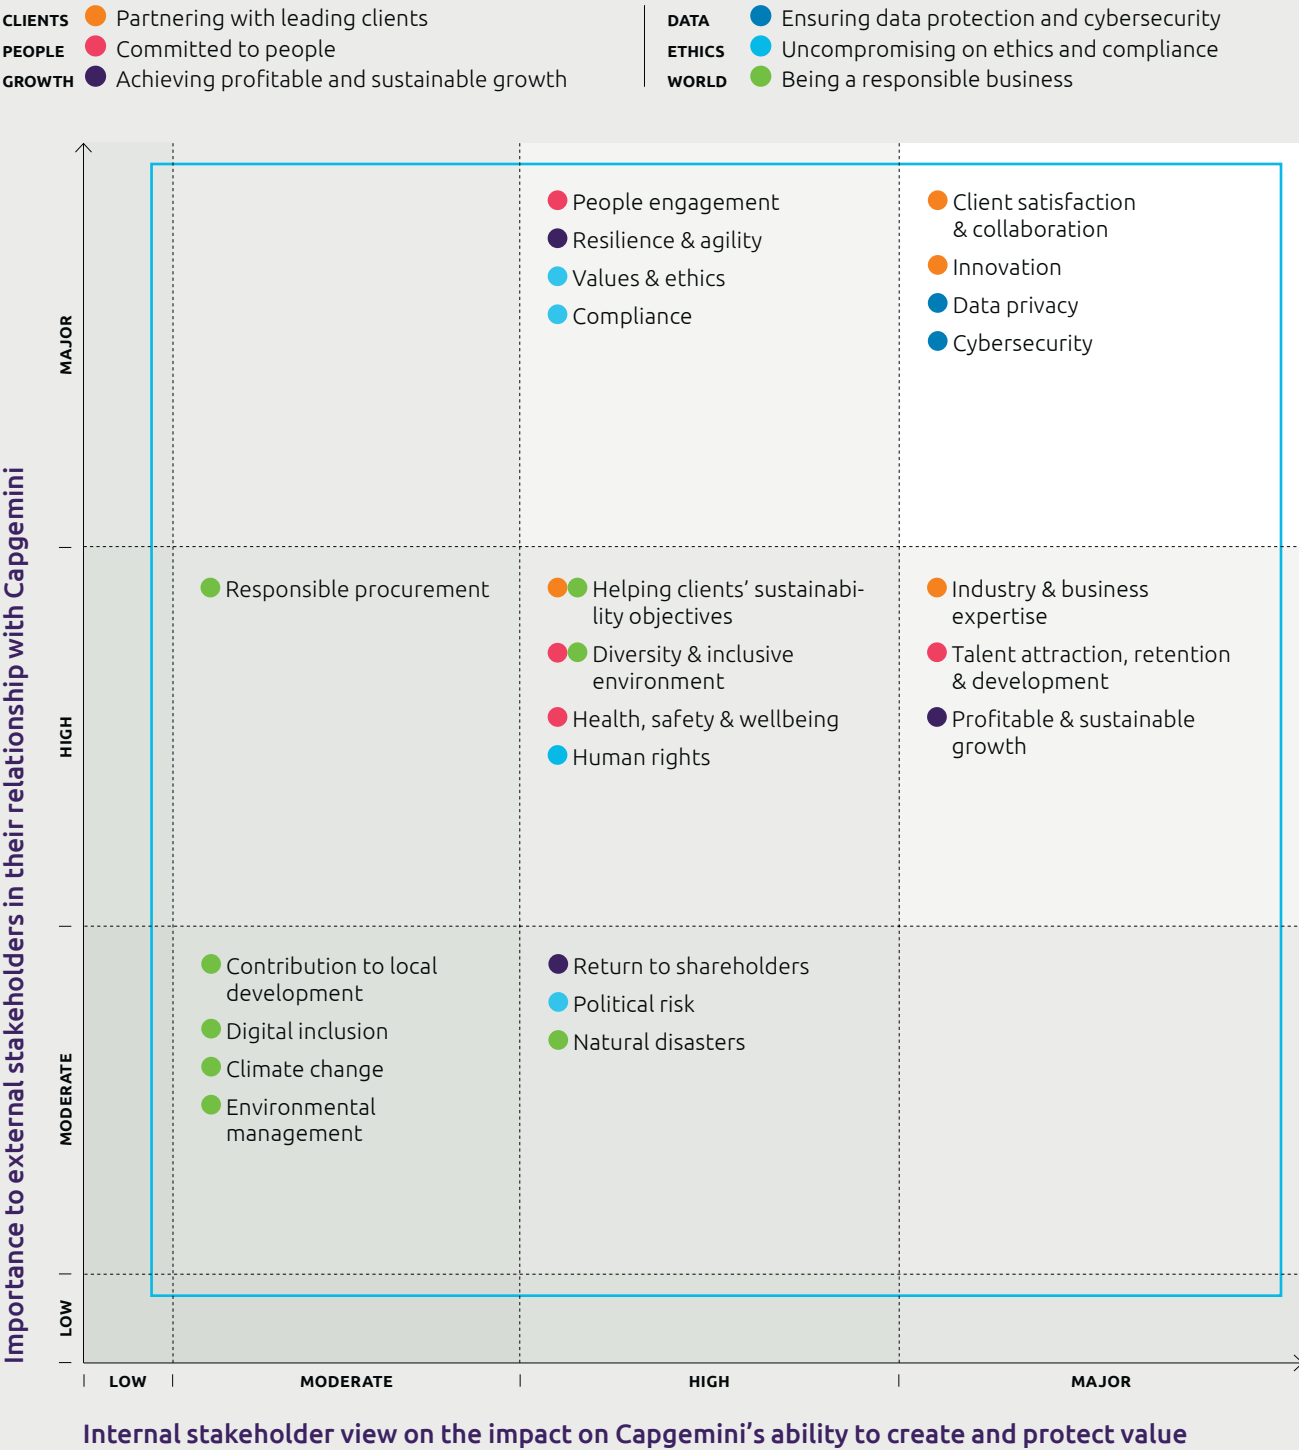 CLIENTS Partnering with leading clients
PEOPLE Committed to people
GROWTH Achieving profitable and sustainable growth
DATA Ensuring data protection and cybersecurity
ETHICS Uncompromising on ethics and compliance
WORLD Being a responsible business
Importance to external stakeholders in their relationship with Capgemini
MAJOR
People engagement
Resilience & agility
Values & ethics
Compliance
Client satisfaction
& collaboration
Innovation
Data privacy
Cybersecurity
HIGH
Responsible procurement
Helping clients’ sustainabi-
lity objectives
Diversity & inclusive
environment
Health, safety & wellbeing
Human rights
Industry & business
expertise
Talent attraction, retention
& development
Profitable & sustainable
growth
MODERATE
Contribution to local
development
Digital inclusion
Climate change
Environmental
management
Return to shareholders
Political risk
Natural disasters
LOW
LOW MODERATE HIGH MAJOR
Internal stakeholder view on the impact on Capgemini’s ability to create and protect value